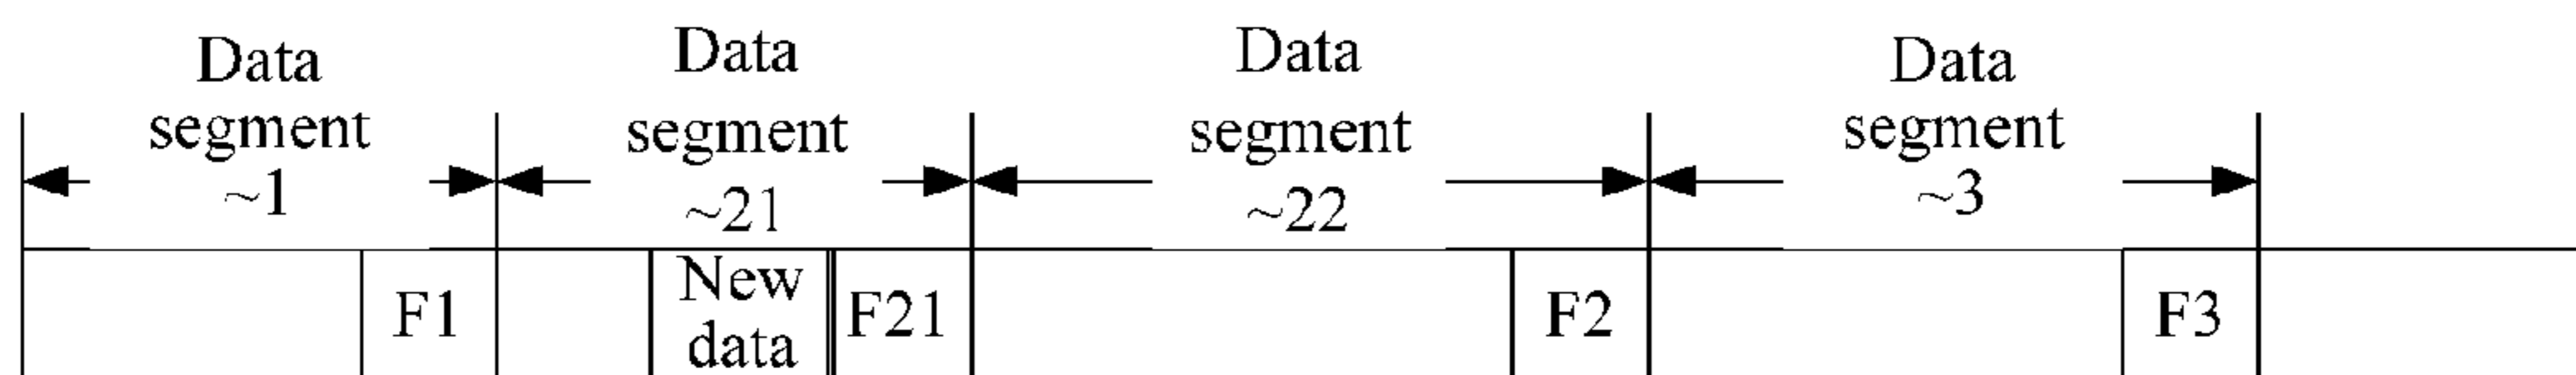 Data
segment
~1
Data
segment
~21
Data
segment
~22
Data
segment
~3
F1
New
data
F21
F2
F3